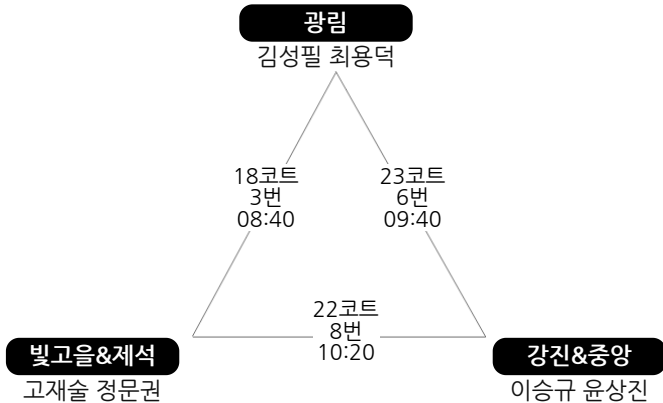 광림
김성필 최용덕
18코트
3번
08:40
23코트
6번
09:40
22코트
8번
10:20
빛고을&제석
고재술 정문권
강진&중앙
이승규 윤상진